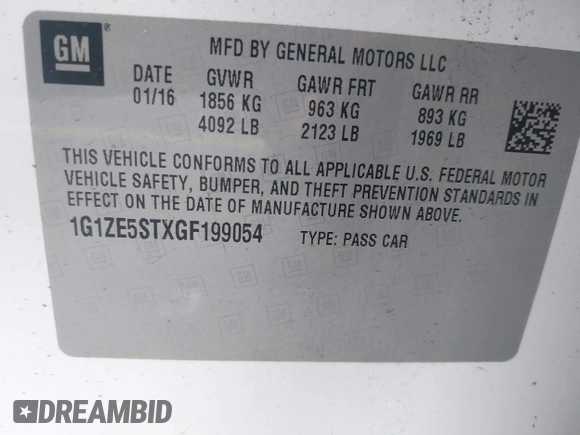 GM ®
MFD BY GENERAL MOTORS LLC
DATE GVWR GAWR FRT GAWR RR
01/16 1856 KG 963 KG 893 KG
4092 LB 2123 LB 1969 LB
THIS VEHICLE CONFORMS TO ALL APPLICABLE U.S. FEDERAL MOTOR
VEHICLE SAFETY, BUMPER, AND THEFT PREVENTION STANDARDS IN
EFFECT ON THE DATE OF MANUFACTURE SHOWN ABOVE.
1G1ZE5STXGF199054 TYPE: PASS CAR
DREAMBID